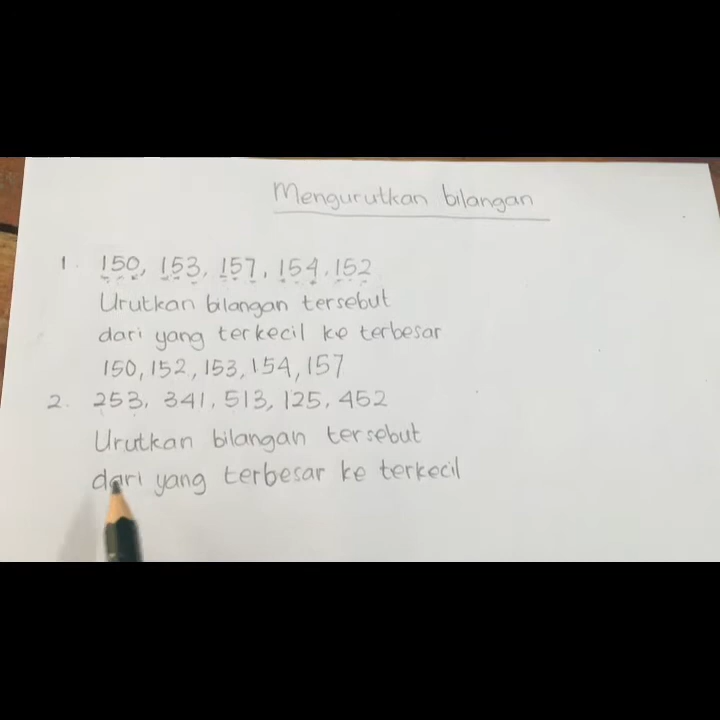 Mengurutkan bilangan
1. 150, 153, 157, 154, 152
Urutkan bilangan tersebut
dari yang terkecil ke terbesar
150, 152, 153, 154, 157
2. 253, 341, 513, 125, 452
Urutkan bilangan tersebut
dari yang terbesar ke terkecil